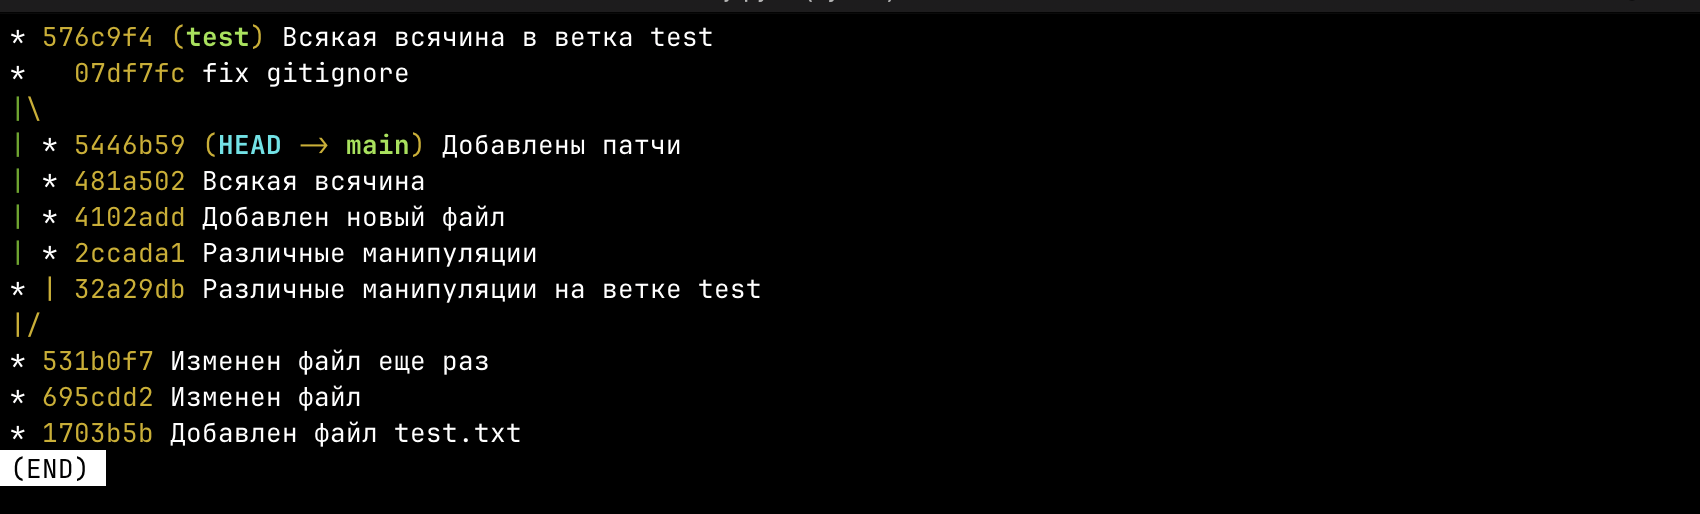 * 576c9f4 (test) Всякая всячина в ветка test
*   07df7fc fix gitignore
|\
| * 5446b59 (HEAD -> main) Добавлены патчи
| * 481a502 Всякая всячина
| * 4102add Добавлен новый файл
| * 2ccada1 Различные манипуляции
* | 32a29db Различные манипуляции на ветке test
|/
* 531b0f7 Изменен файл еще раз
* 695cdd2 Изменен файл
* 1703b5b Добавлен файл test.txt
(END)